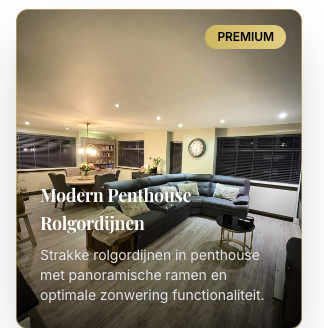 PREMIUM
Modern Penthouse
Rolgordijnen
Strakke rolgordijnen in penthouse
met panoramische ramen en
optimale zonwering functionaliteit.